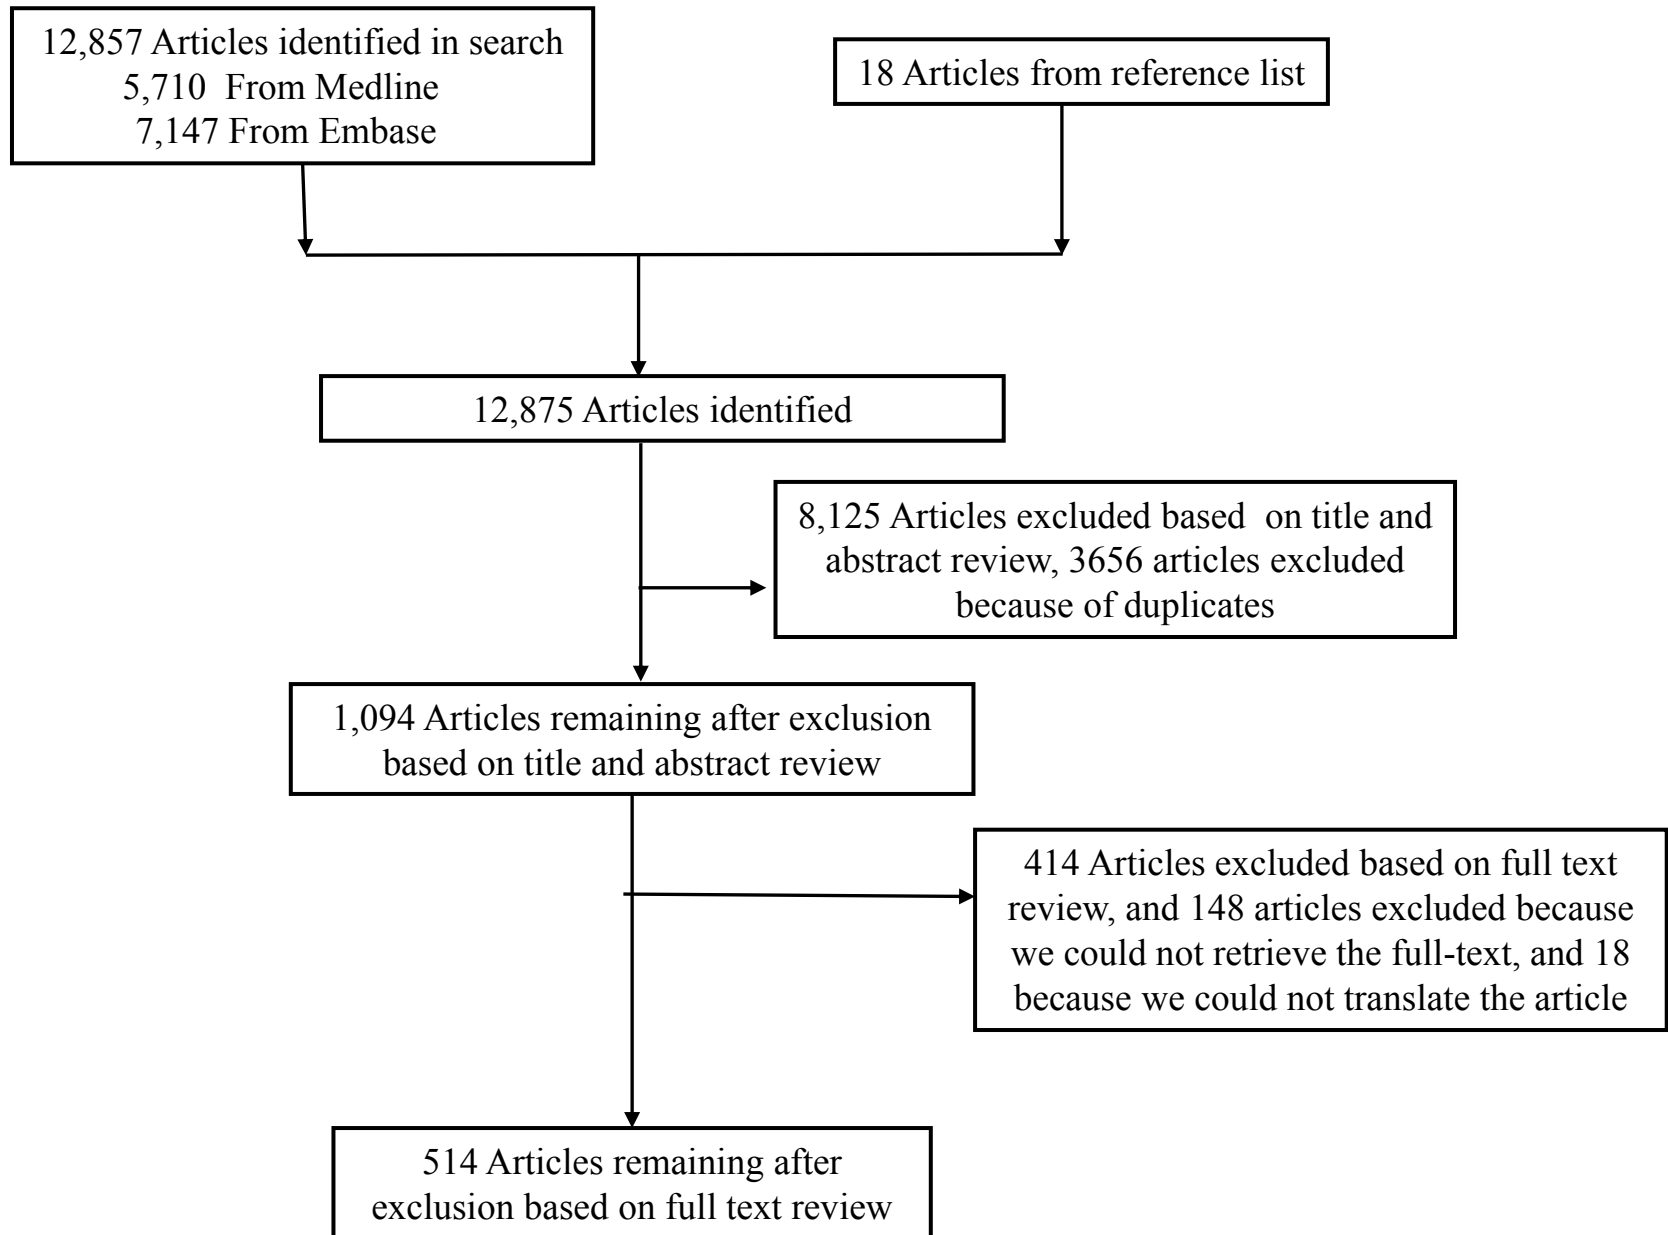 12,857 Articles identified in search
5,710 From Medline
7,147 From Embase
18 Articles from reference list
12,875 Articles identified
8,125 Articles excluded based on title and
abstract review, 3656 articles excluded
because of duplicates
1,094 Articles remaining after exclusion
based on title and abstract review
414 Articles excluded based on full text
review, and 148 articles excluded because
we could not retrieve the full-text, and 18
because we could not translate the article
514 Articles remaining after
exclusion based on full text review